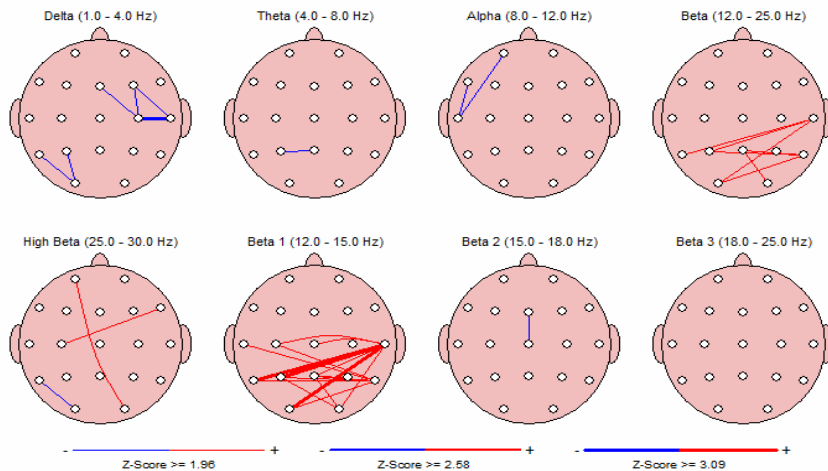 Delta (1.0 - 4.0 Hz) Theta (4.0 - 8.0 Hz) Alpha (8.0 - 12.0 Hz) Beta (12.0 - 25.0 Hz)
High Beta (25.0 - 30.0 Hz) Beta 1 (12.0 - 15.0 Hz) Beta 2 (15.0 - 18.0 Hz) Beta 3 (18.0 - 25.0 Hz)
- + - + - +
Z-Score >= 1.96 Z-Score >= 2.58 Z-Score >= 3.09